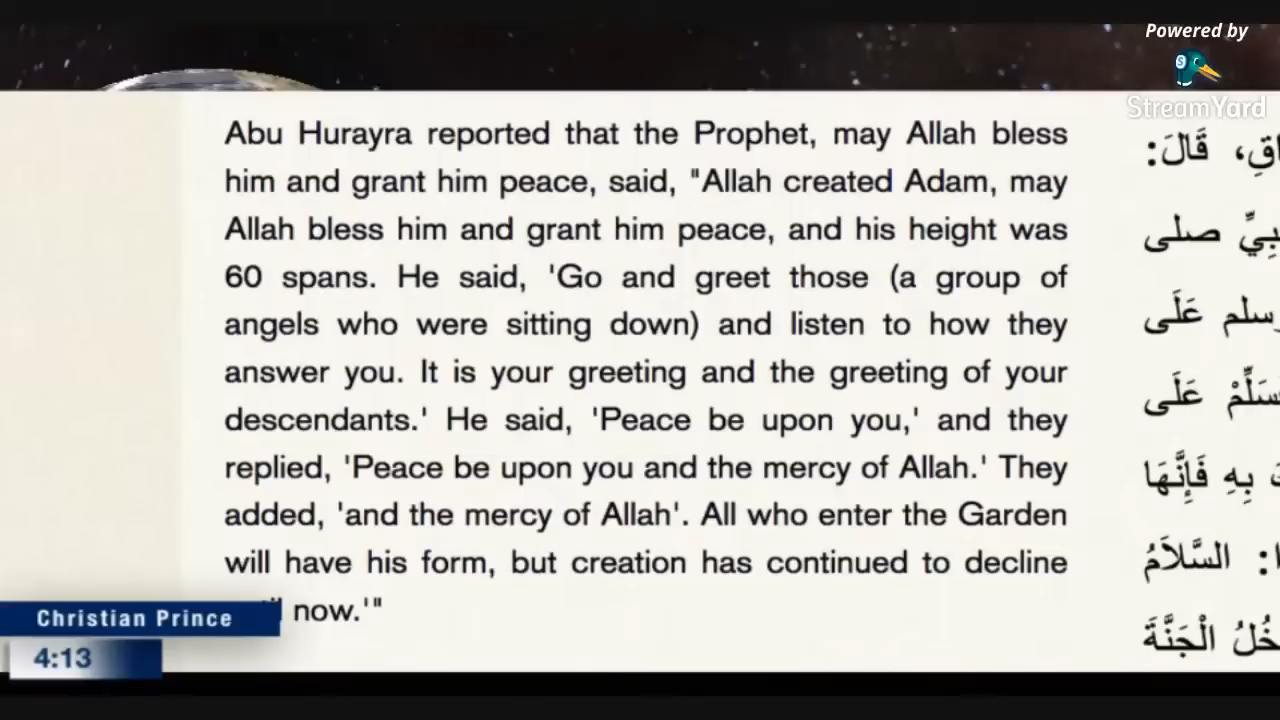 Powered by
StreamYard
Abu Hurayra reported that the Prophet, may Allah bless
him and grant him peace, said, "Allah created Adam, may
Allah bless him and grant him peace, and his height was
60 spans. He said, 'Go and greet those (a group of
angels who were sitting down) and listen to how they
answer you. It is your greeting and the greeting of your
descendants.' He said, 'Peace be upon you,' and they
replied, 'Peace be upon you and the mercy of Allah.' They
added, 'and the mercy of Allah'. All who enter the Garden
will have his form, but creation has continued to decline
now.'"
قَالَ:
صلى
عَلَى
عَلَى
بِهِ فَإِنَّهَا
السَّلاَمُ
الْجَنَّةَ
Christian Prince
4:13